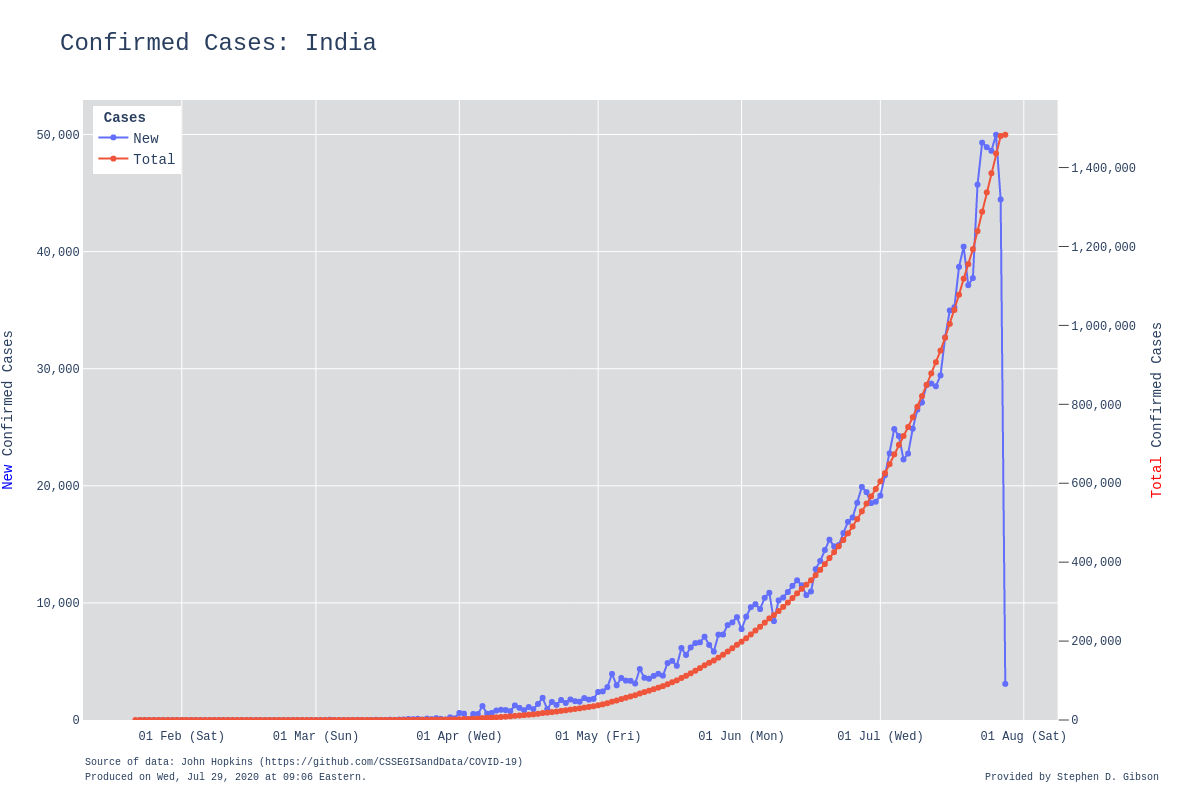 Confirmed Cases: India
Cases
New
Total
50,000
40,000
30,000
20,000
10,000
0
New Confirmed Cases
1,400,000
1,200,000
1,000,000
800,000
600,000
400,000
200,000
0
Total Confirmed Cases
01 Feb (Sat) 01 Mar (Sun) 01 Apr (Wed) 01 May (Fri) 01 Jun (Mon) 01 Jul (Wed) 01 Aug (Sat)
Source of data: John Hopkins (https://github.com/CSSEGISandData/COVID-19)
Produced on Wed, Jul 29, 2020 at 09:06 Eastern.
Provided by Stephen D. Gibson